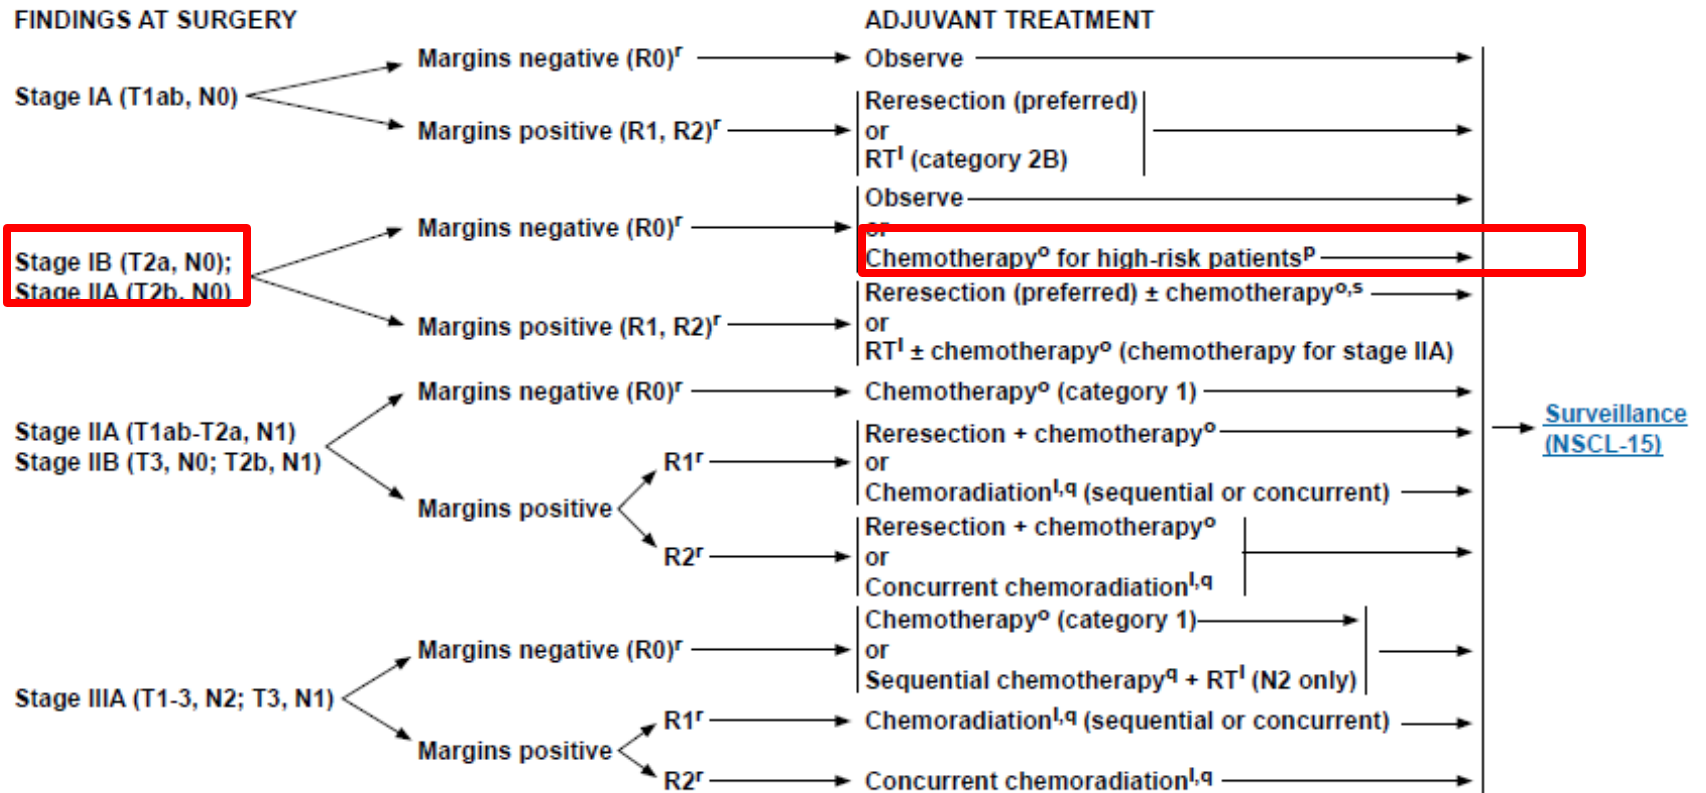 FINDINGS AT SURGERY
ADJUVANT TREATMENT
Stage IA (T1ab, N0)
Margins negative (R0)r
Observe
Margins positive (R1, R2)r
Reresection (preferred)
or
RTl (category 2B)
Stage IB (T2a, N0);
Stage IIA (T2b, N0)
Margins negative (R0)r
Observe
or
Chemotherapyo for high-risk patientsp
Margins positive (R1, R2)r
Reresection (preferred) ± chemotherapyo,s
or
RTl ± chemotherapyo (chemotherapy for stage IIA)
Stage IIA (T1ab-T2a, N1)
Stage IIB (T3, N0; T2b, N1)
Margins negative (R0)r
Chemotherapyo (category 1)
Margins positive
R1r
Reresection + chemotherapyo
or
Chemoradiationl,q (sequential or concurrent)
R2r
Reresection + chemotherapyo
or
Concurrent chemoradiationl,q
Stage IIIA (T1-3, N2; T3, N1)
Margins negative (R0)r
Chemotherapyo (category 1)
or
Sequential chemotherapyq + RTl (N2 only)
Margins positive
R1r
Chemoradiationl,q (sequential or concurrent)
R2r
Concurrent chemoradiationl,q
Surveillance
(NSCL-15)